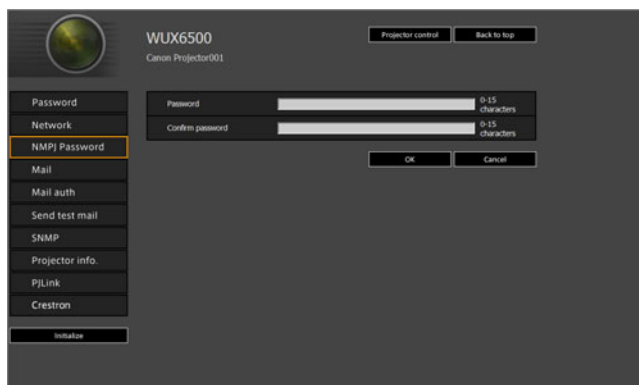 WUX6500
Canon Projector001
Projector control
Back to top
Password
Network
NMPJ Password
Mail
Mail auth
Send test mail
SNMP
Projector info.
PJLink
Crestron
Initialize
Password
0-15
characters
Confirm password
0-15
characters
OK
Cancel